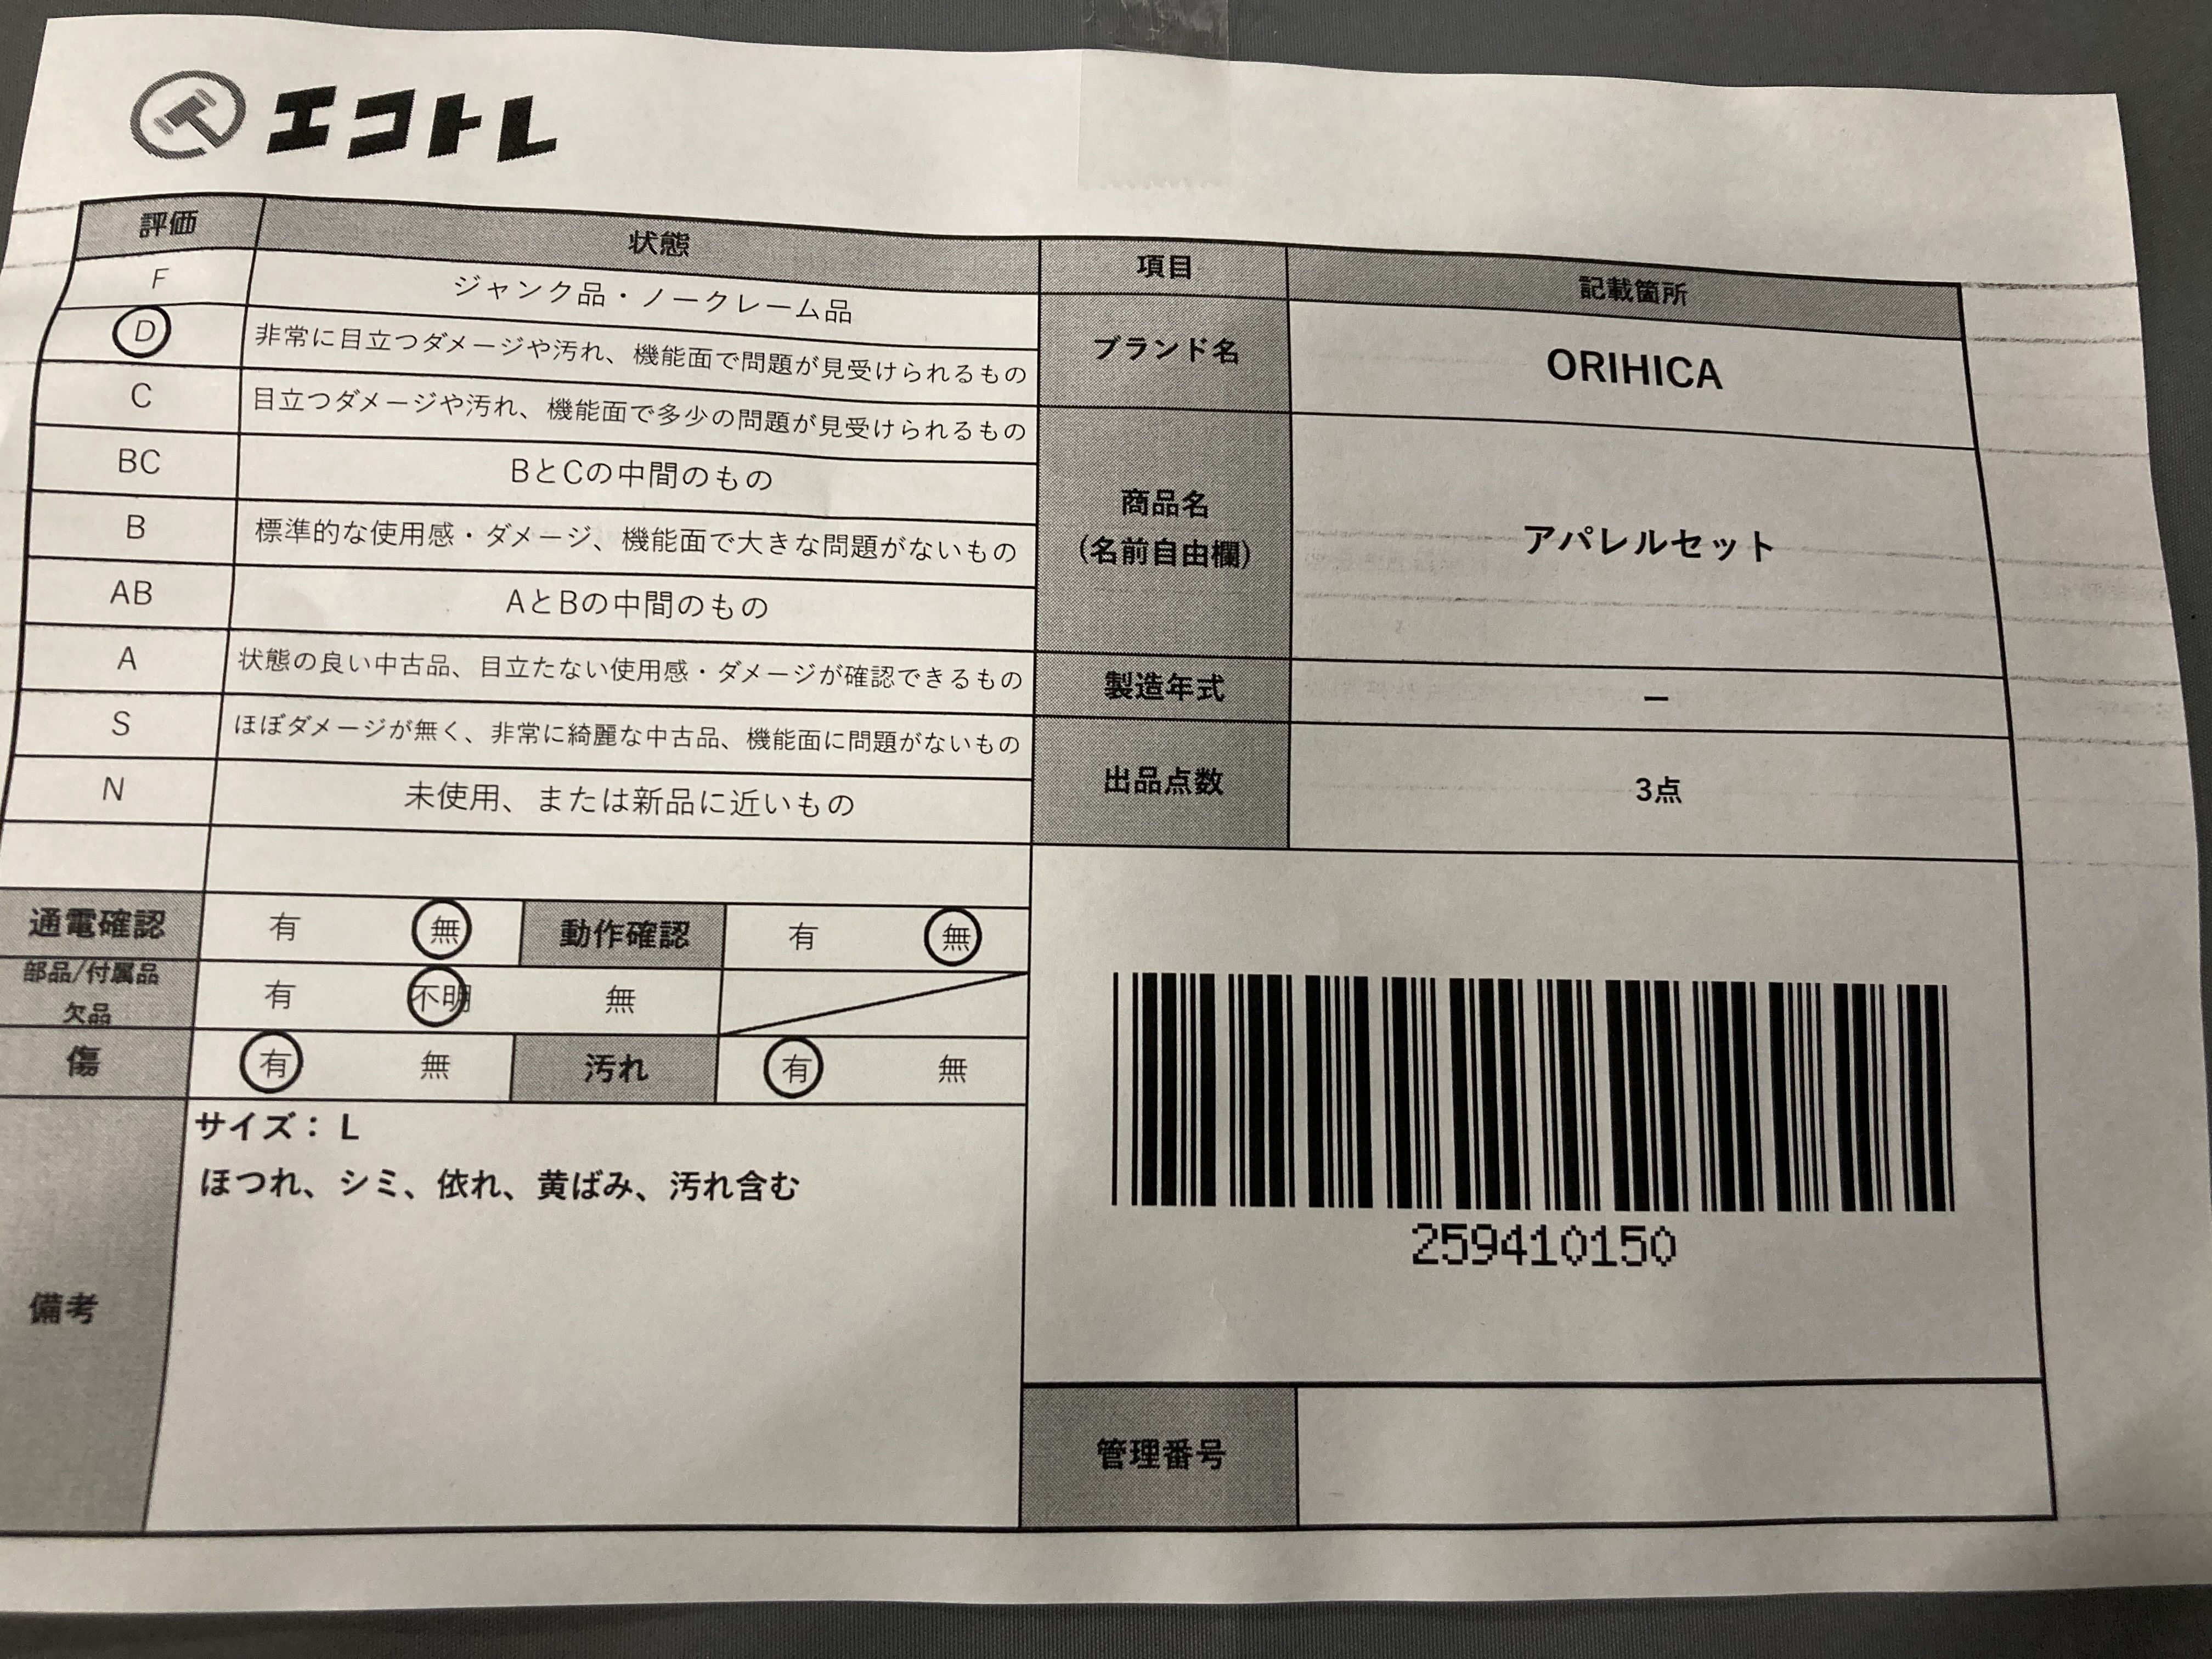 エコトレ
評価 状態 項目 記載箇所
F ジャンク品・ノークレーム品
D 非常に目立つダメージや汚れ、機能面で問題が見受けられるもの
C 目立つダメージや汚れ、機能面で多少の問題が見受けられるもの
BC BとCの中間のもの
B 標準的な使用感・ダメージ、機能面で大きな問題がないもの
AB AとBの中間のもの
A 状態の良い中古品、目立たない使用感・ダメージが確認できるもの
S ほぼダメージが無く、非常に綺麗な中古品、機能面に問題がないもの
N 未使用、または新品に近いもの
ブランド名 ORIHICA
商品名
(名前自由欄)
アパレルセット
製造年式 ー
出品点数 3点
通電確認 有 無 動作確認 有 無
部品/付属品
欠品
有 不明 無
傷 有 無 汚れ 有 無
備考
サイズ： L
ほつれ、シミ、依れ、黄ばみ、汚れ含む
259410150
管理番号